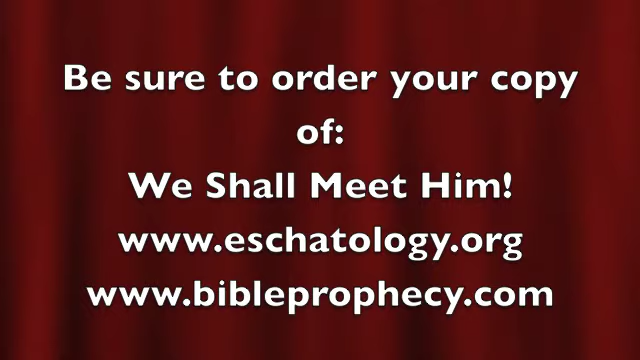 Be sure to order your copy
of:
We Shall Meet Him!
www.eschatology.org
www.bibleprophecy.com